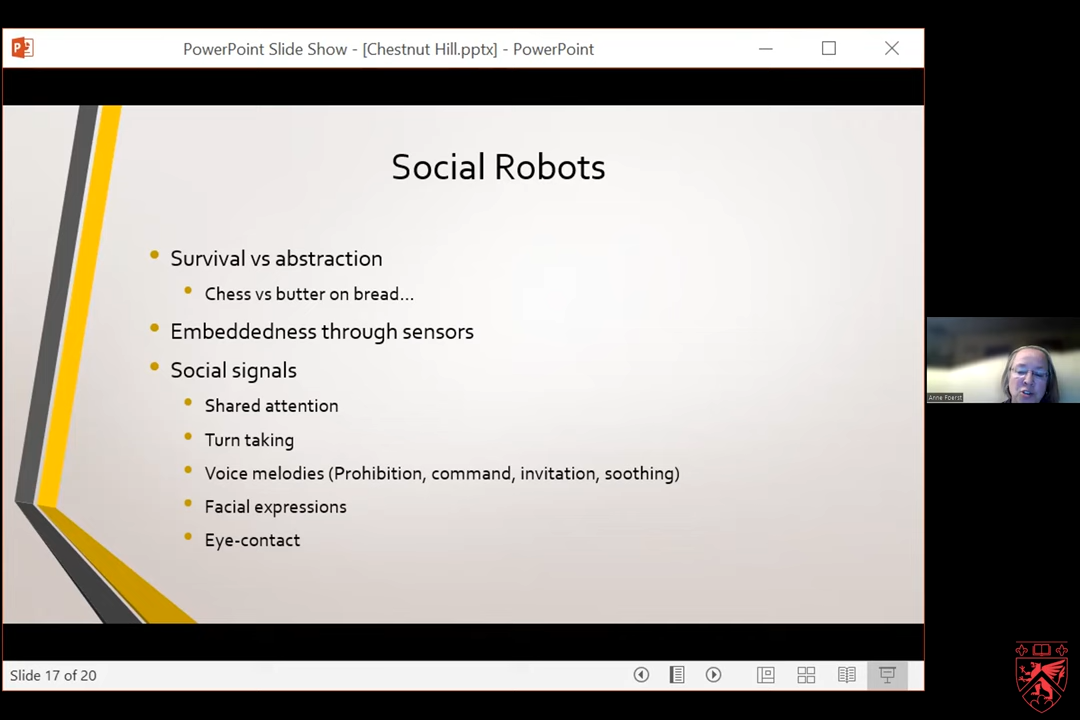 PowerPoint Slide Show - [Chestnut Hill.pptx] - PowerPoint
Social Robots
Survival vs abstraction
Chess vs butter on bread...
Embeddedness through sensors
Social signals
Shared attention
Turn taking
Voice melodies (Prohibition, command, invitation, soothing)
Facial expressions
Eye-contact
Anne Foerst
Slide 17 of 20